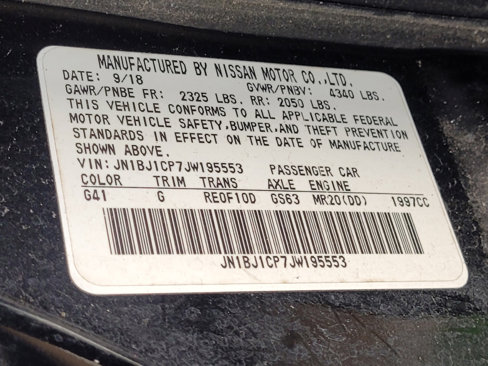 MANUFACTURED BY NISSAN MOTOR CO.,LTD.
DATE: 9/18 GVWR/PNBV: 4340 LBS.
GAWR/PNBE FR: 2325 LBS. RR: 2050 LBS.
THIS VEHICLE CONFORMS TO ALL APPLICABLE FEDERAL
MOTOR VEHICLE SAFETY,BUMPER,AND THEFT PREVENTION
STANDARDS IN EFFECT ON THE DATE OF MANUFACTURE
SHOWN ABOVE.
VIN: JN1BJ1CP7JW195553 PASSENGER CAR
COLOR TRIM TRANS AXLE ENGINE
G41 G RE0F10D GS63 MR20(DD) 1997CC
JN1BJ1CP7JW195553